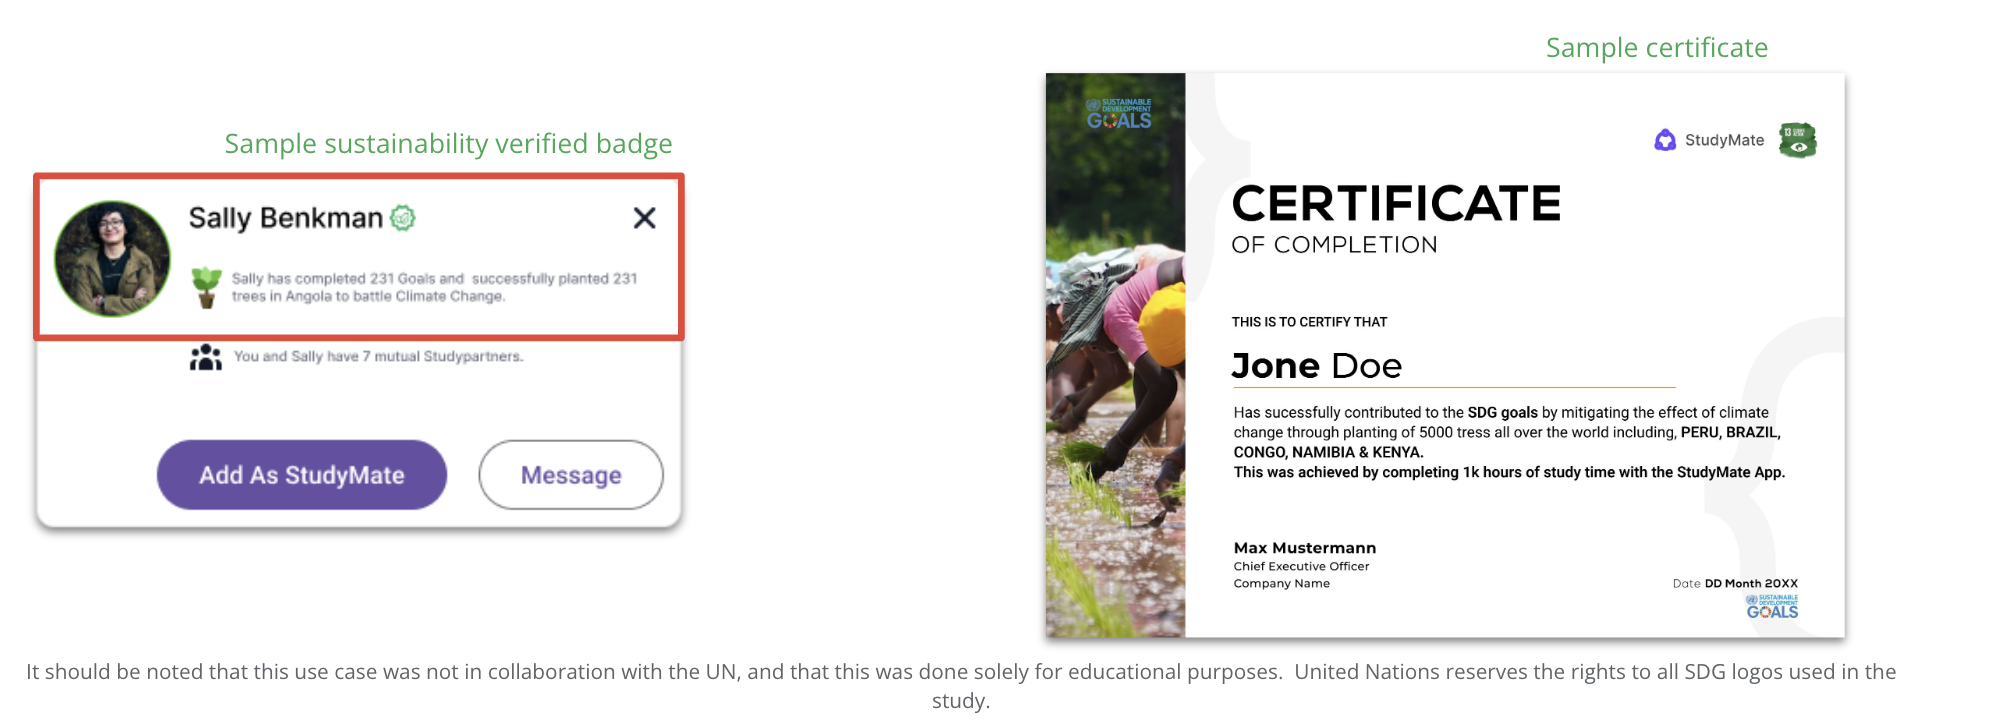 Sample certificate
Sample sustainability verified badge
Sally Benkman
Sally has completed 231 Goals and successfully planted 231
trees in Angola to battle Climate Change.
You and Sally have 7 mutual Studypartners.
Add As StudyMate
Message
SUSTAINABLE
DEVELOPMENT
GOALS
StudyMate
13 CLIMATE
ACTION
CERTIFICATE
OF COMPLETION
THIS IS TO CERTIFY THAT
Jone Doe
Has sucessfully contributed to the SDG goals by mitigating the effect of climate
change through planting of 5000 tress all over the world including, PERU, BRAZIL,
CONGO, NAMIBIA & KENYA.
This was achieved by completing 1k hours of study time with the StudyMate App.
Max Mustermann
Chief Executive Officer
Company Name
Date DD Month 20XX
SUSTAINABLE
DEVELOPMENT
GOALS
It should be noted that this use case was not in collaboration with the UN, and that this was done solely for educational purposes. United Nations reserves the rights to all SDG logos used in the
study.